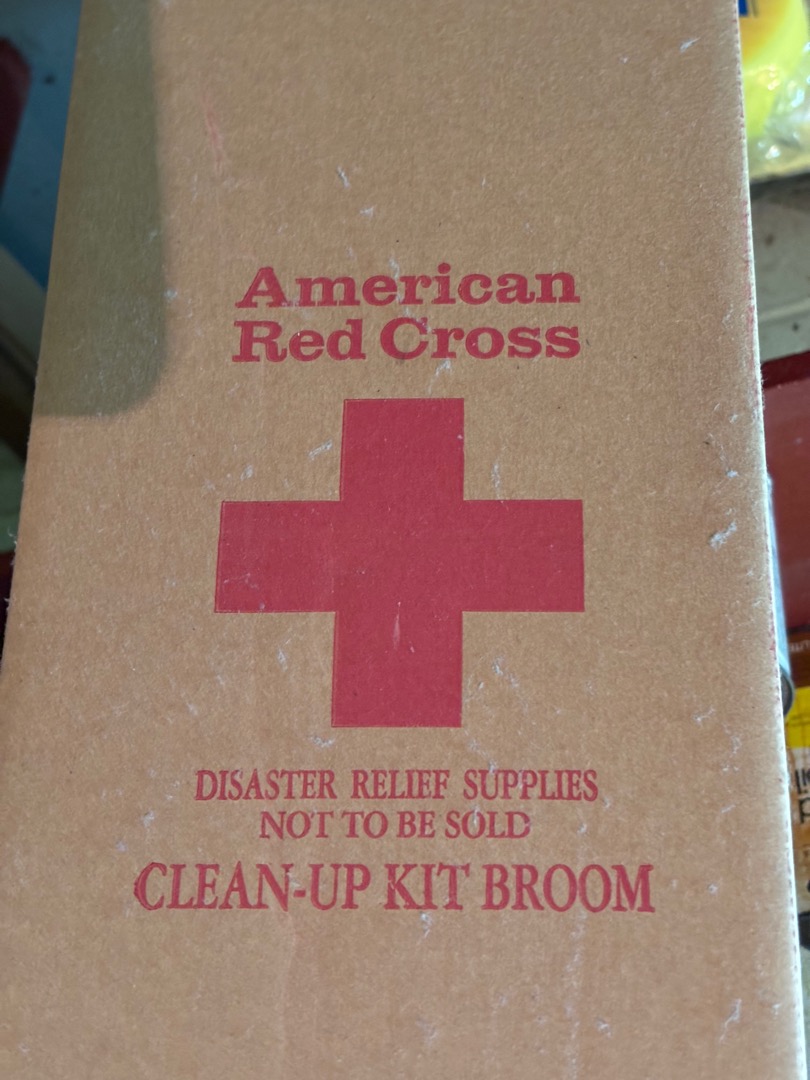 American
Red Cross
DISASTER RELIEF SUPPLIES
NOT TO BE SOLD
CLEAN-UP KIT BROOM